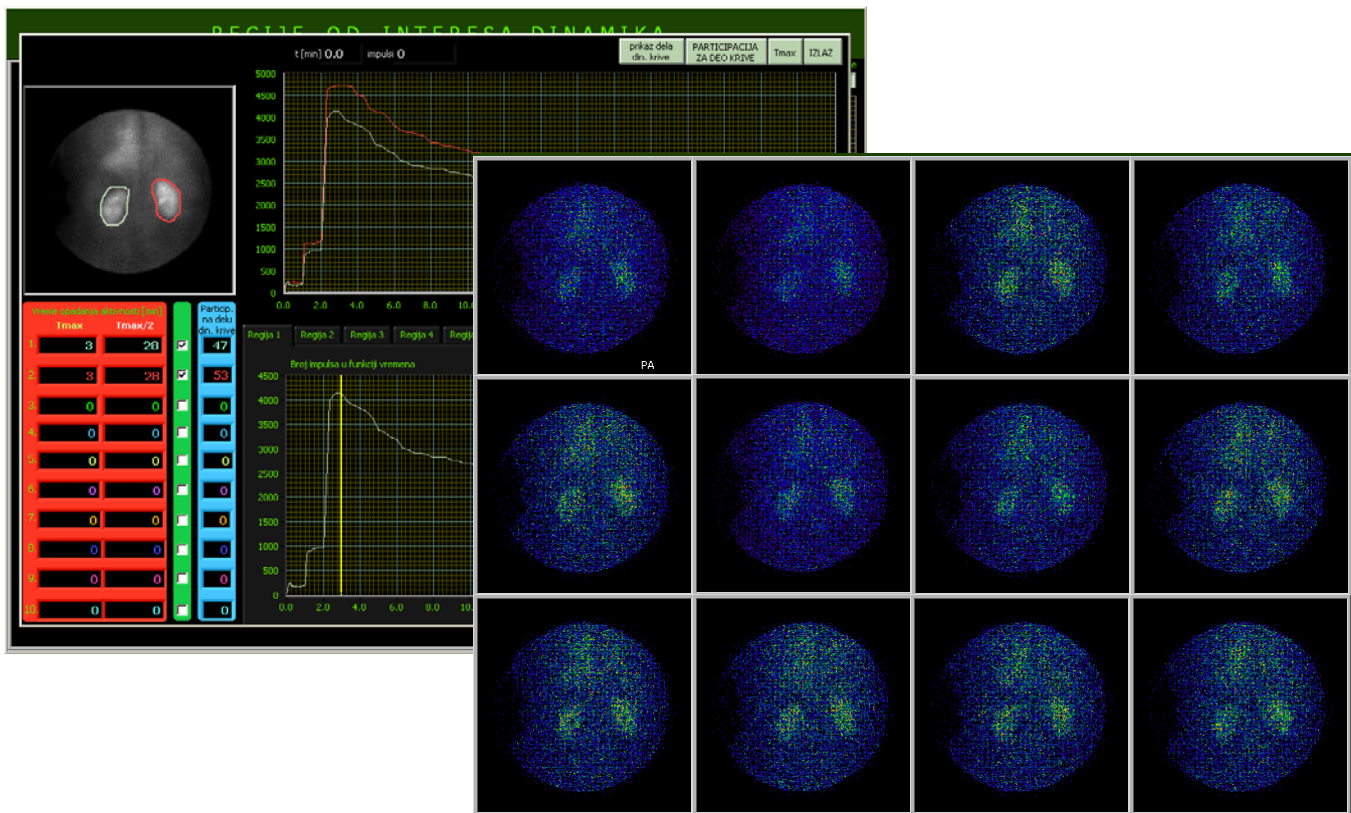 REGIJE OD INTERESA-DINAMIKA
t [min] 0.0 impulsi 0
prikaz dela
din. krive
PARTICIPACIJA
ZA DEO KRIVE
Tmax
IZLAZ
5000
4500
4000
3500
3000
2500
2000
1500
1000
500
0
0.0 2.0 4.0 6.0 8.0 10.
Vreme opadanja aktivnosti [min]
Tmax Tmax/2
Particip.
na delu
din. krive
1. 3 28 47
2. 3 28 53
3. 0 0 0
4. 0 0 0
5. 0 0 0
6. 0 0 0
7. 0 0 0
8. 0 0 0
9. 0 0 0
10. 0 0 0
Regija 1 Regija 2 Regija 3 Regija 4 Regija
Broj impulsa u funkciji vremena
4500
4000
3500
3000
2500
2000
1500
1000
500
0
0.0 2.0 4.0 6.0 8.0 10.
PA